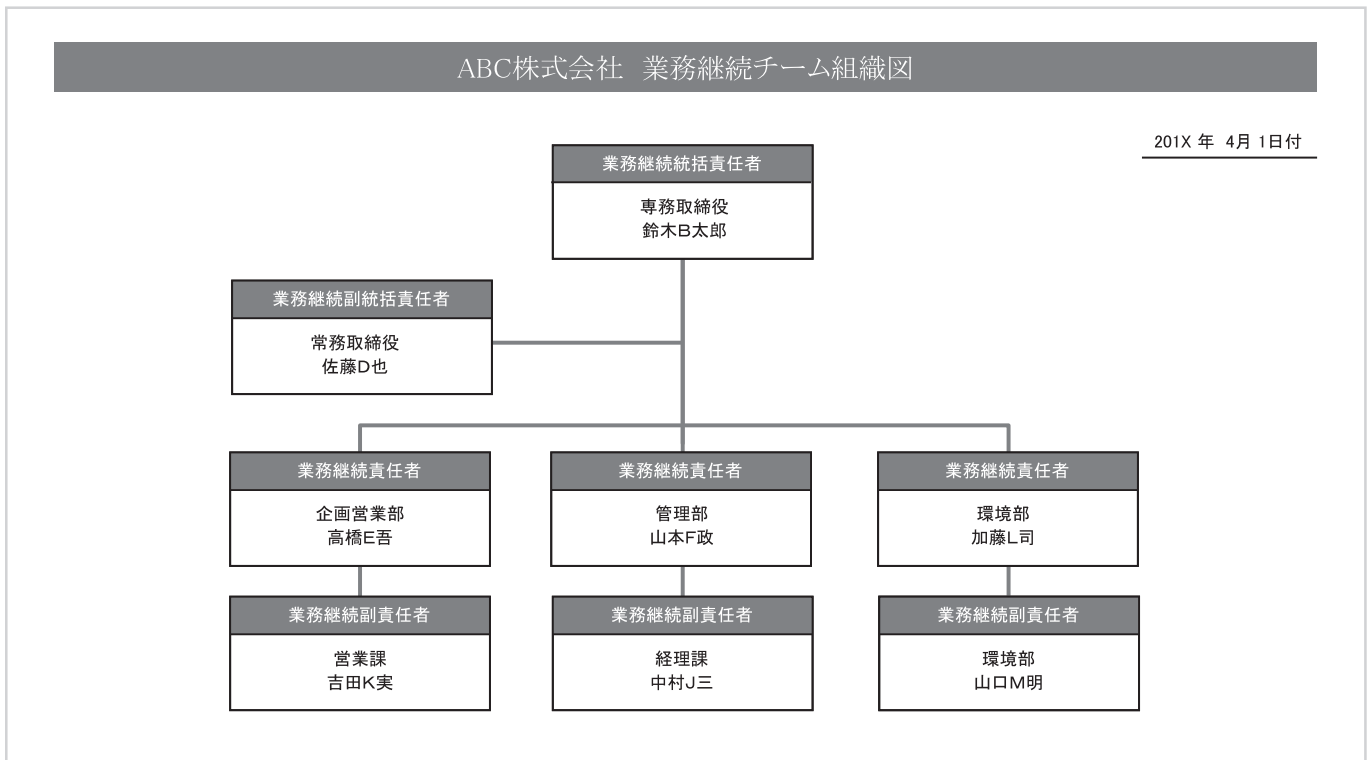 ABC株式会社　業務継続チーム組織図
201X 年 4月 1日付
業務継続統括責任者
専務取締役
鈴木B太郎
業務継続副統括責任者
常務取締役
佐藤D也
業務継続責任者
企画営業部
高橋E吾
業務継続責任者
管理部
山本F政
業務継続責任者
環境部
加藤L司
業務継続副責任者
営業課
吉田K実
業務継続副責任者
経理課
中村J三
業務継続副責任者
環境部
山口M明